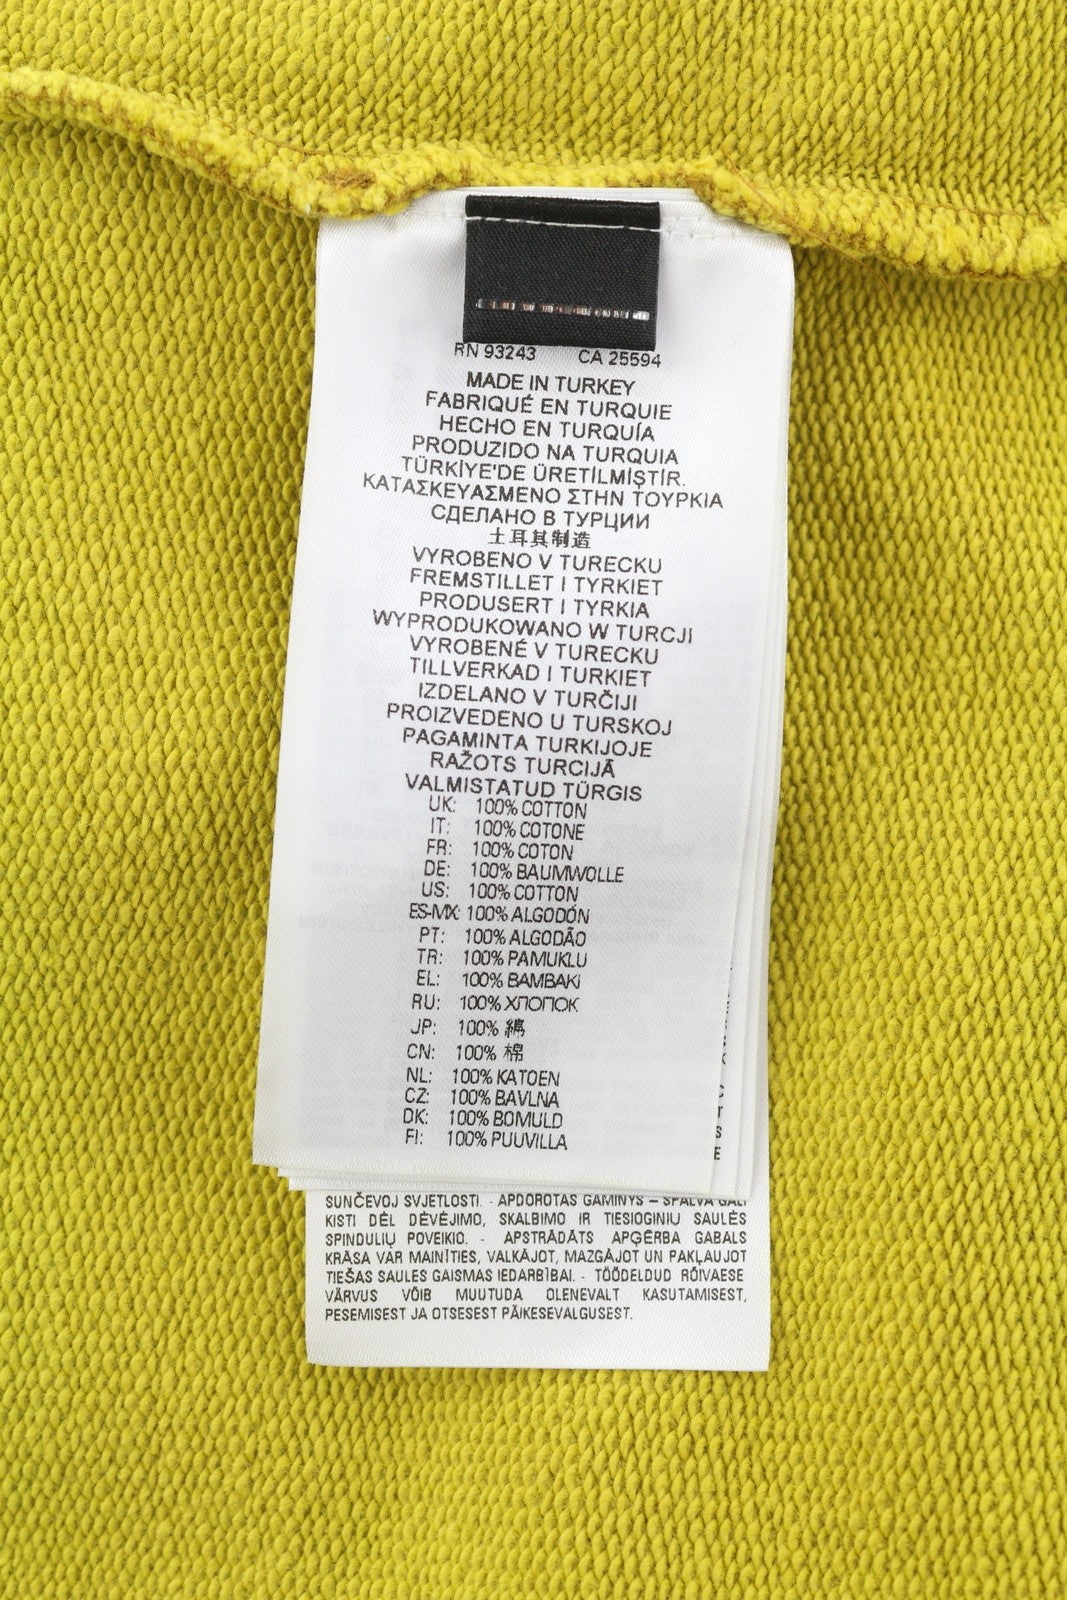 RN 93243 CA 25594
MADE IN TURKEY
FABRIQUÉ EN TURQUIE
HECHO EN TURQUÍA
PRODUZIDO NA TURQUIA
TÜRKİYE'DE ÜRETİLMİŞTİR.
ΚΑΤΑΣΚΕΥΑΣΜΕΝΟ ΣΤΗΝ ΤΟΥΡΚΙΑ
СДЕЛАНО В ТУРЦИИ
土耳其制造
VYROBENO V TURECKU
FREMSTILLET I TYRKIET
PRODUSERT I TYRKIA
WYPRODUKOWANO W TURCJI
VYROBENÉ V TURECKU
TILLVERKAD I TURKIET
IZDELANO V TURČIJI
PROIZVEDENO U TURSKOJ
PAGAMINTA TURKIJOJE
RAŽOTS TURCIJĀ
VALMISTATUD TÜRGIS
UK: 100% COTTON
IT: 100% COTONE
FR: 100% COTON
DE: 100% BAUMWOLLE
US: 100% COTTON
ES-MX: 100% ALGODÓN
PT: 100% ALGODÃO
TR: 100% PAMUKLU
EL: 100% ΒΑΜΒΑΚΙ
RU: 100% ХЛОПОК
JP: 100% 綿
CN: 100% 棉
NL: 100% KATOEN
CZ: 100% BAVLNA
DK: 100% BOMULD
FI: 100% PUUVILLA
SUNČEVOJ SVJETLOSTI. - APDOROTAS GAMINYS – SPALVA GALI
KISTI DĖL DĖVĖJIMO, SKALBIMO IR TIESIOGINIŲ SAULĖS
SPINDULIŲ POVEIKIO. - APSTRĀDĀTS APĢĒRBA GABALS
KRĀSA VAR MAINĪTIES, VALKĀJOT, MAZGĀJOT UN PAKĻAUJOT
TIEŠAS SAULES GAISMAS IEDARBĪBAI. - TÖÖDELDUD RÕIVAESE
VÄRVUS VÕIB MUUTUDA OLENEVALT KASUTAMISEST,
PESEMISEST JA OTSESEST PÄIKESEVALGUSEST.